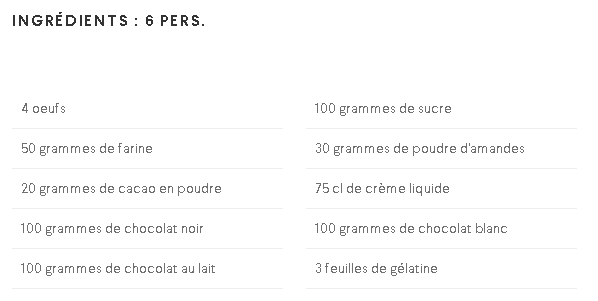 INGRÉDIENTS : 6 PERS.
4 oeufs
100 grammes de sucre
50 grammes de farine
30 grammes de poudre d'amandes
20 grammes de cacao en poudre
75 cl de crème liquide
100 grammes de chocolat noir
100 grammes de chocolat blanc
100 grammes de chocolat au lait
3 feuilles de gélatine